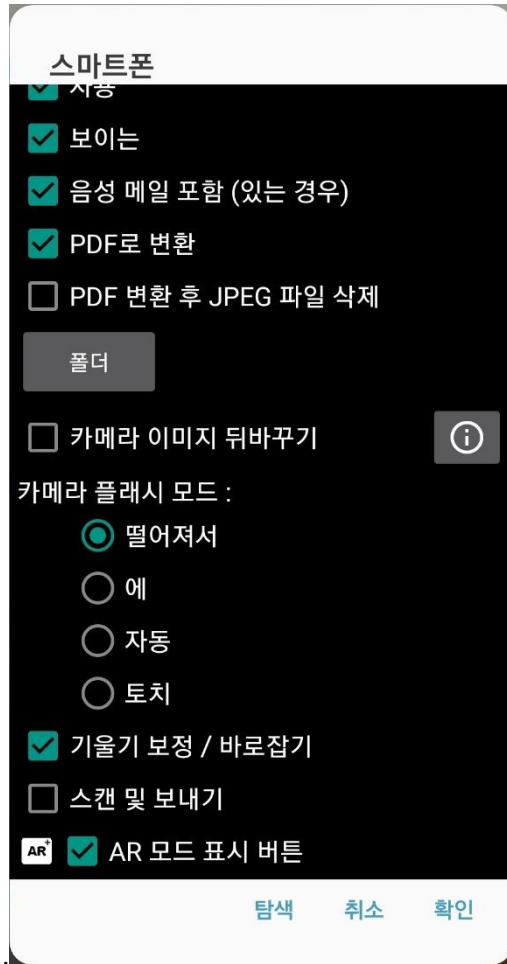 스마트폰
사용
보이는
음성 메일 포함 (있는 경우)
PDF로 변환
PDF 변환 후 JPEG 파일 삭제
폴더
카메라 이미지 뒤바꾸기
카메라 플래시 모드 :
떨어져서
에
자동
토치
기울기 보정 / 바로잡기
스캔 및 보내기
AR+ AR 모드 표시 버튼
탐색 취소 확인